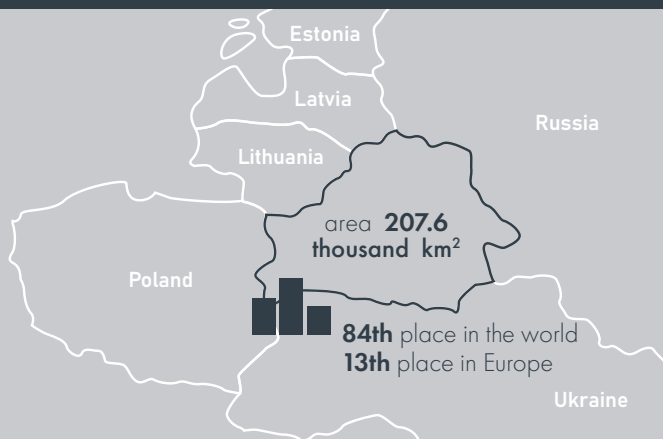 Estonia
Latvia
Russia
Lithuania
area 207.6
thousand km²
Poland
84th place in the world
13th place in Europe
Ukraine